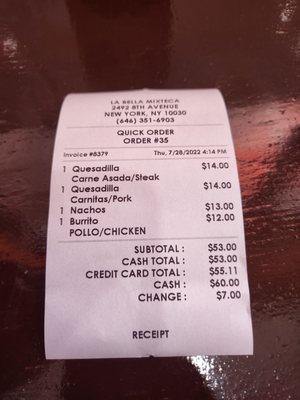 LA BELLA MIXTECA
2492 8TH AVENUE
NEW YORK, NY 10030
(646) 351-6903
QUICK ORDER
ORDER #35
Invoice #5379 Thu, 7/28/2022 4:14 PM
1 Quesadilla $14.00
Carne Asada/Steak
1 Quesadilla $14.00
Carnitas/Pork
1 Nachos $13.00
1 Burrito $12.00
POLLO/CHICKEN
SUBTOTAL : $53.00
CASH TOTAL : $53.00
CREDIT CARD TOTAL : $55.11
CASH : $60.00
CHANGE : $7.00
RECEIPT